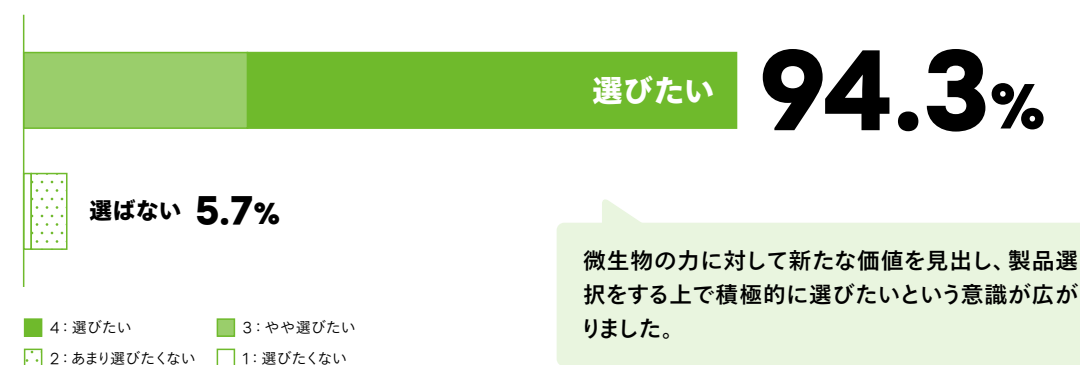 選びたい 94.3%
選ばない 5.7%
微生物の力に対して新たな価値を見出し、製品選
択をする上で積極的に選びたいという意識が広が
りました。
4：選びたい 3：やや選びたい
2：あまり選びたくない 1：選びたくない